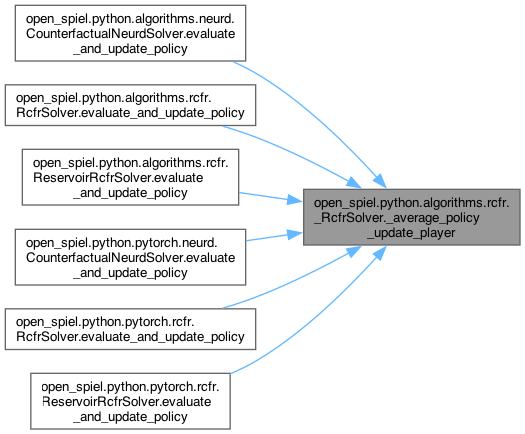 open_spiel.python.algorithms.neurd.
CounterfactualNeurdSolver.evaluate
_and_update_policy
open_spiel.python.algorithms.rcfr.
RcfrSolver.evaluate_and_update_policy
open_spiel.python.algorithms.rcfr.
ReservoirRcfrSolver.evaluate
_and_update_policy
open_spiel.python.algorithms.rcfr.
_RcfrSolver._average_policy
_update_player
open_spiel.python.pytorch.neurd.
CounterfactualNeurdSolver.evaluate
_and_update_policy
open_spiel.python.pytorch.rcfr.
RcfrSolver.evaluate_and_update_policy
open_spiel.python.pytorch.rcfr.
ReservoirRcfrSolver.evaluate
_and_update_policy